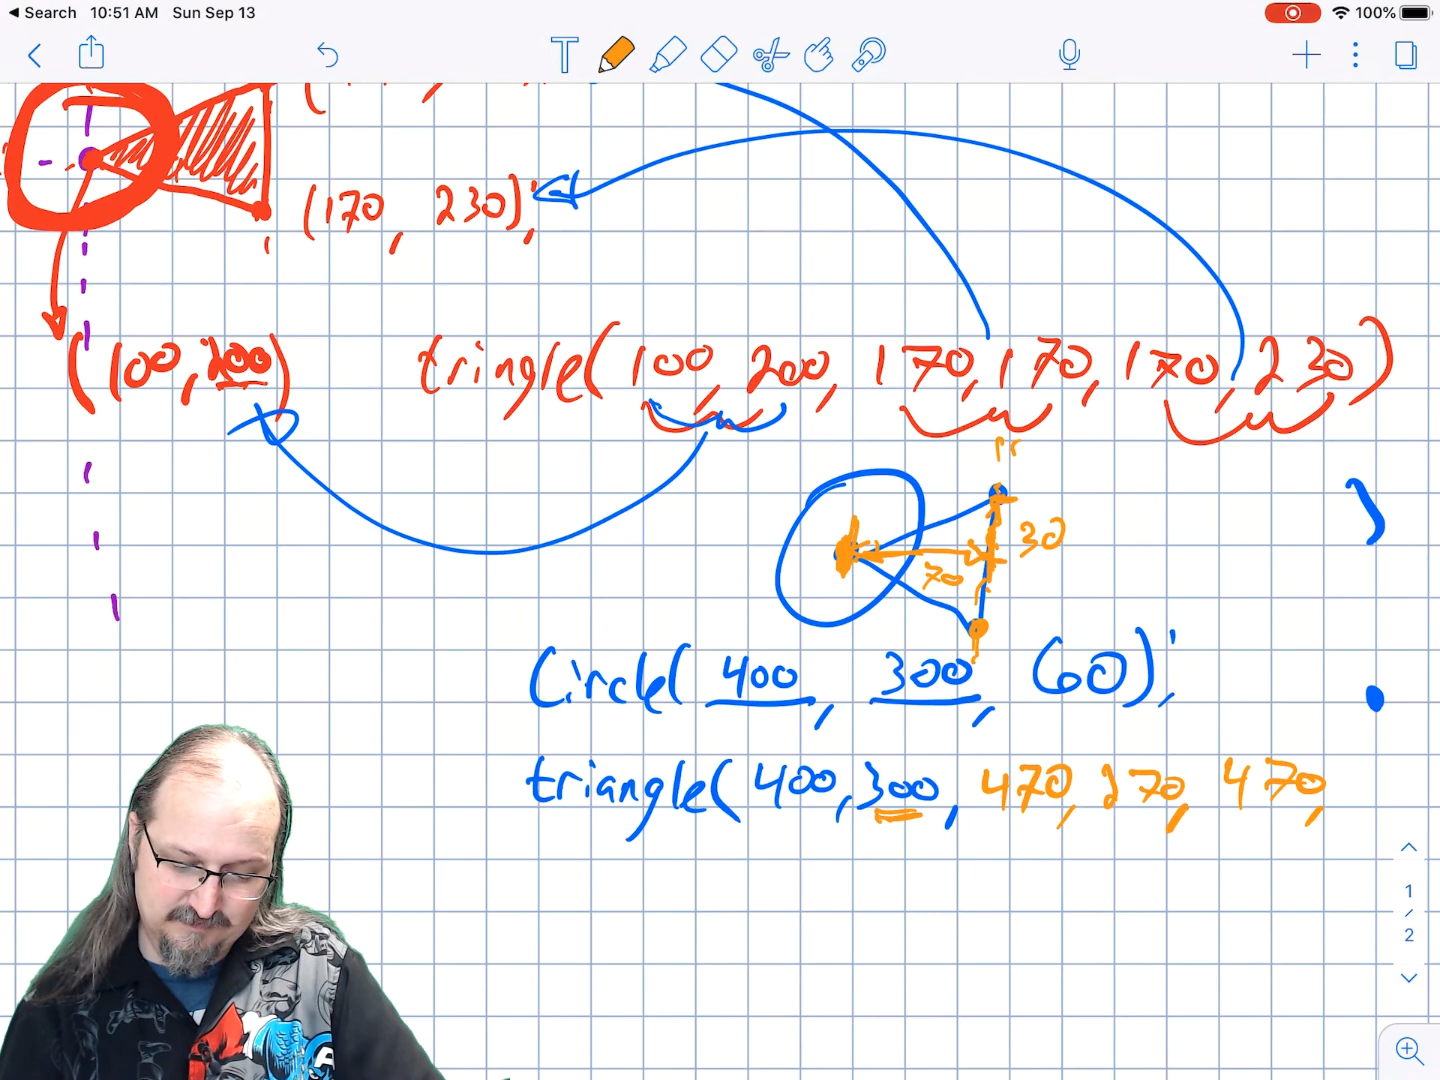 Search 10:51 AM Sun Sep 13 100%
T
(170, 230);
(100, 200) tringle(100, 200, 170, 170, 170, 230)
30
70
Circle( 400, 300, 60);
triangle( 400, 300, 470, 270, 470,
1
/
2